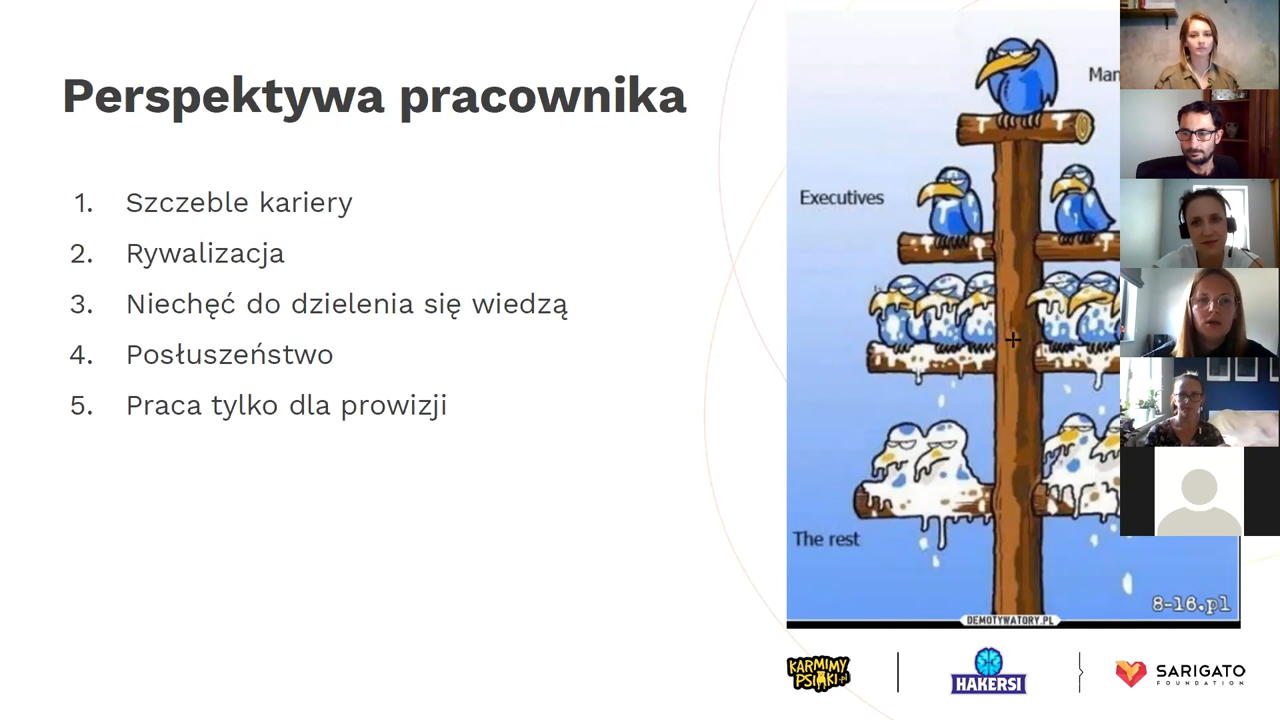 Perspektywa pracownika
1. Szczeble kariery
2. Rywalizacja
3. Niechęć do dzielenia się wiedzą
4. Posłuszeństwo
5. Praca tylko dla prowizji
Executives
The rest
8-16.pl
DEMOTYWATORY.PL
KARMIMY
PSIAKI.pl
HAKERSI
SARIGATO
FOUNDATION